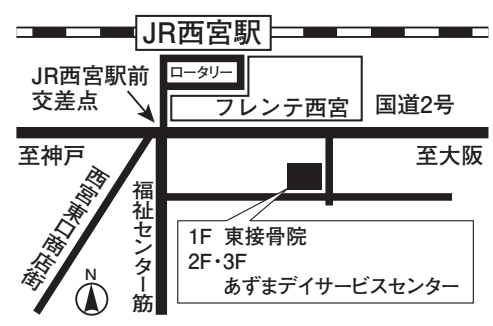 JR西宮駅
ロータリー
JR西宮駅前
交差点
フレンテ西宮
国道2号
至神戸
至大阪
西宮東口商店街
福祉センター筋
N
1F 東接骨院
2F・3F
あずまデイサービスセンター